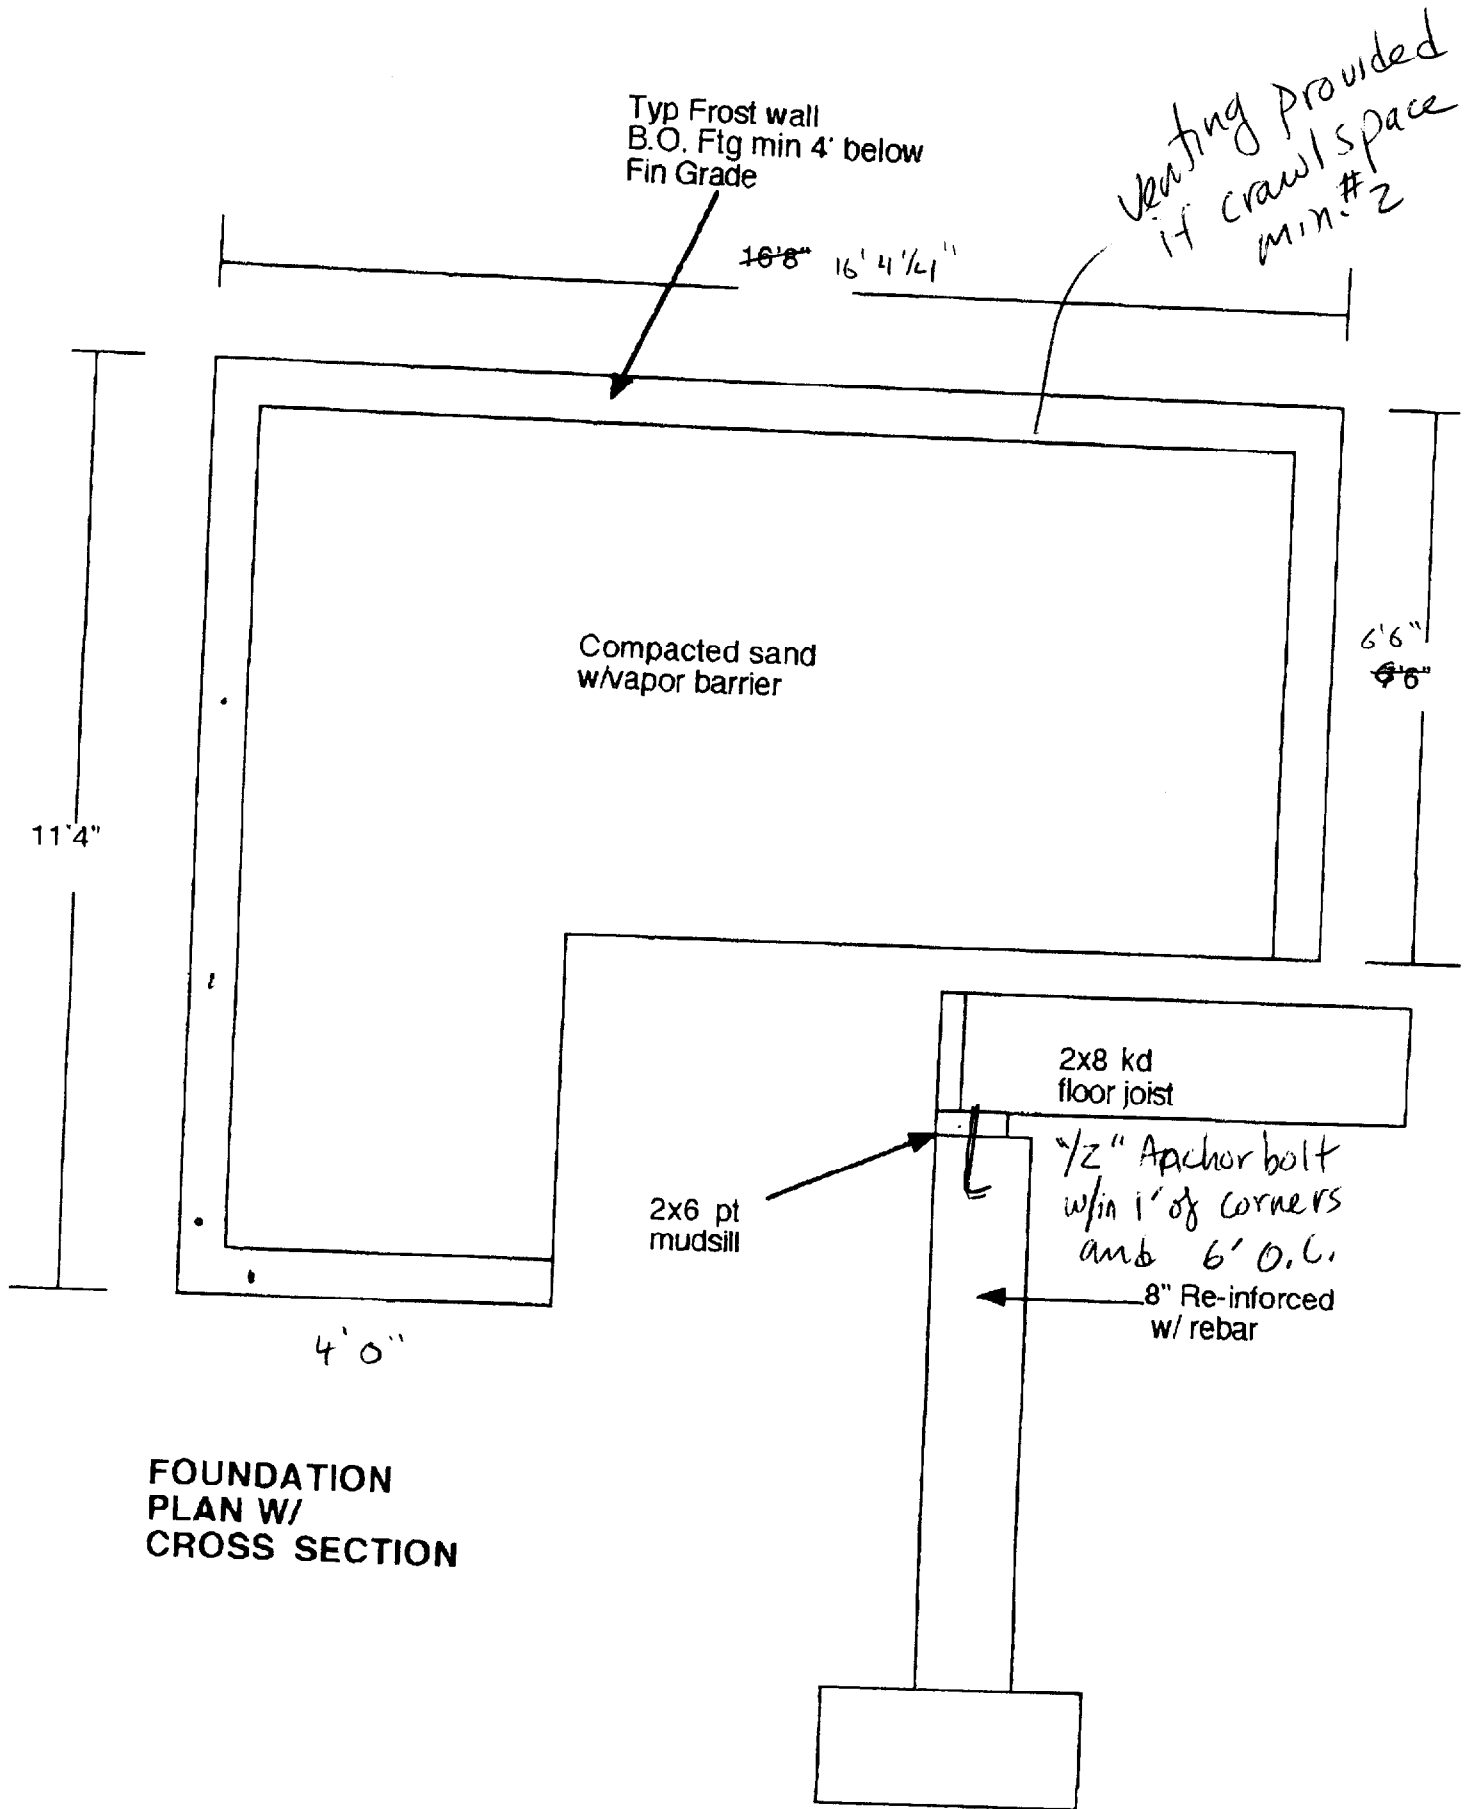 Typ Frost wall
B.O. Ftg min 4' below
Fin Grade
venting provided
if crawlspace
min. # 2
16'8" 16' 4 1/4"
6'6"
11'4"
Compacted sand
w/vapor barrier
2x8 kd
floor joist
1/2" Anchor bolt
w/in 1' of corners
and 6' O.C.
2x6 pt
mudsill
8" Re-inforced
w/ rebar
4'0"
FOUNDATION
PLAN W/
CROSS SECTION